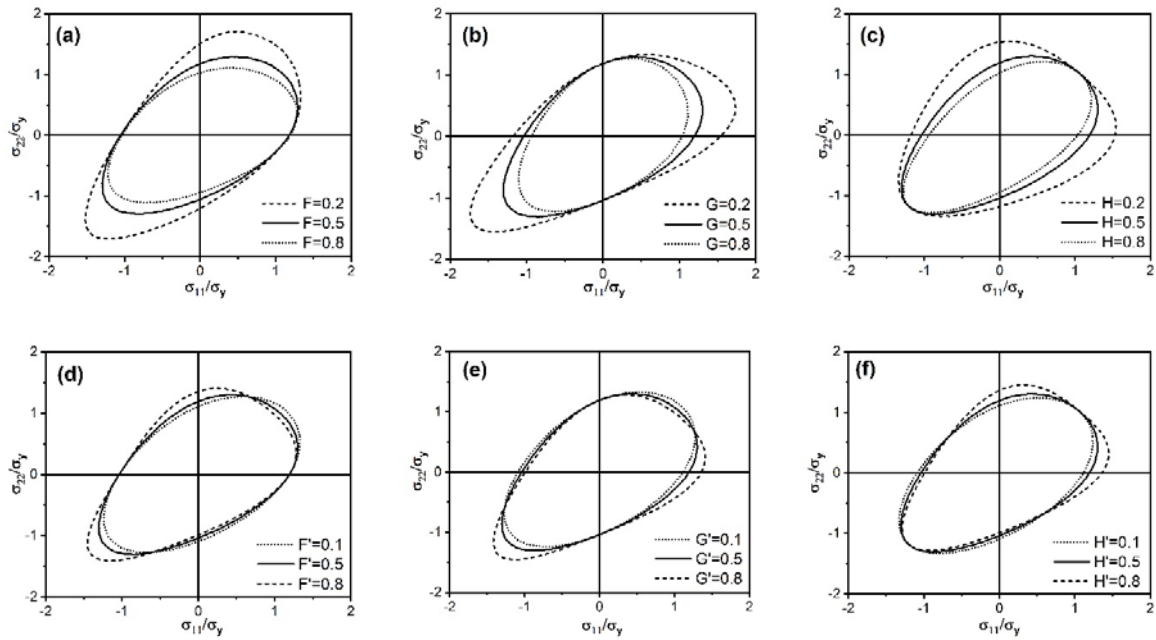 (a)
2
1
0
-1
-2
σ22/σy
-2 -1 0 1 2
σ11/σy
F=0.2
F=0.5
F=0.8
(b)
2
1
0
-1
-2
σ22/σy
-2 -1 0 1 2
σ11/σy
G=0.2
G=0.5
G=0.8
(c)
2
1
0
-1
-2
σ22/σy
-2 -1 0 1 2
σ11/σy
H=0.2
H=0.5
H=0.8
(d)
2
1
0
-1
-2
σ22/σy
-2 -1 0 1 2
σ11/σy
F'=0.1
F'=0.5
F'=0.8
(e)
2
1
0
-1
-2
σ22/σy
-2 -1 0 1 2
σ11/σy
G'=0.1
G'=0.5
G'=0.8
(f)
2
1
0
-1
-2
σ22/σy
-2 -1 0 1 2
σ11/σy
H'=0.1
H'=0.5
H'=0.8